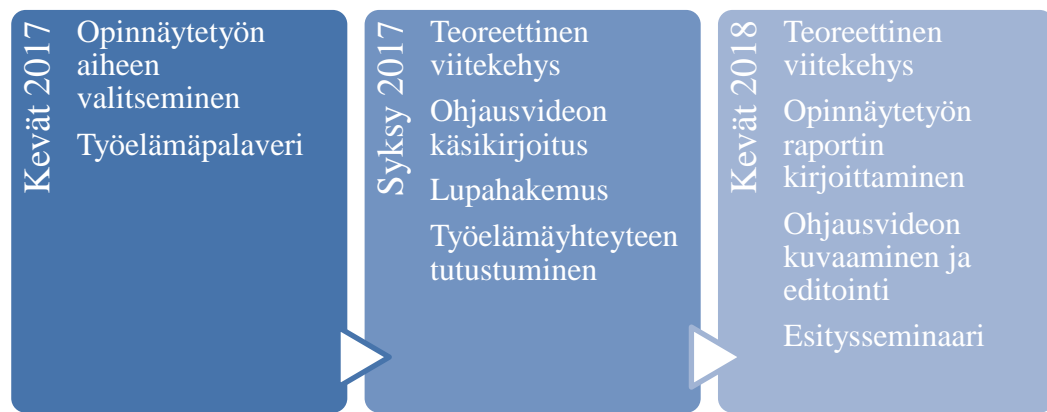 Kevät 2017
Opinnäytetyön
aiheen
valitseminen
Työelämäpalaveri
Syksy 2017
Teoreettinen
viitekehys
Ohjausvideon
käsikirjoitus
Lupahakemus
Työelämäyhteyteen
tutustuminen
Kevät 2018
Teoreettinen
viitekehys
Opinnäytetyön
raportin
kirjoittaminen
Ohjausvideon
kuvaaminen ja
editointi
Esitysseminaari